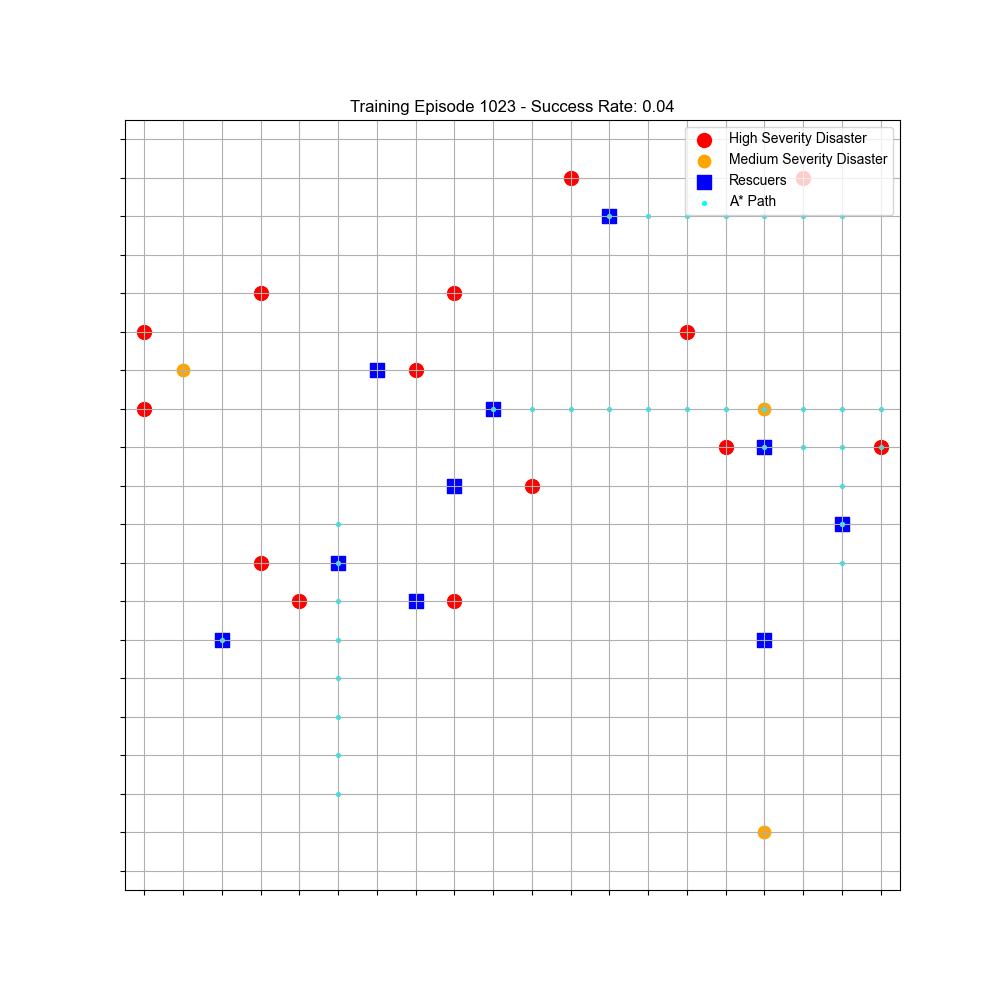 Training Episode 1023 - Success Rate: 0.04
High Severity Disaster
Medium Severity Disaster
Rescuers
A* Path